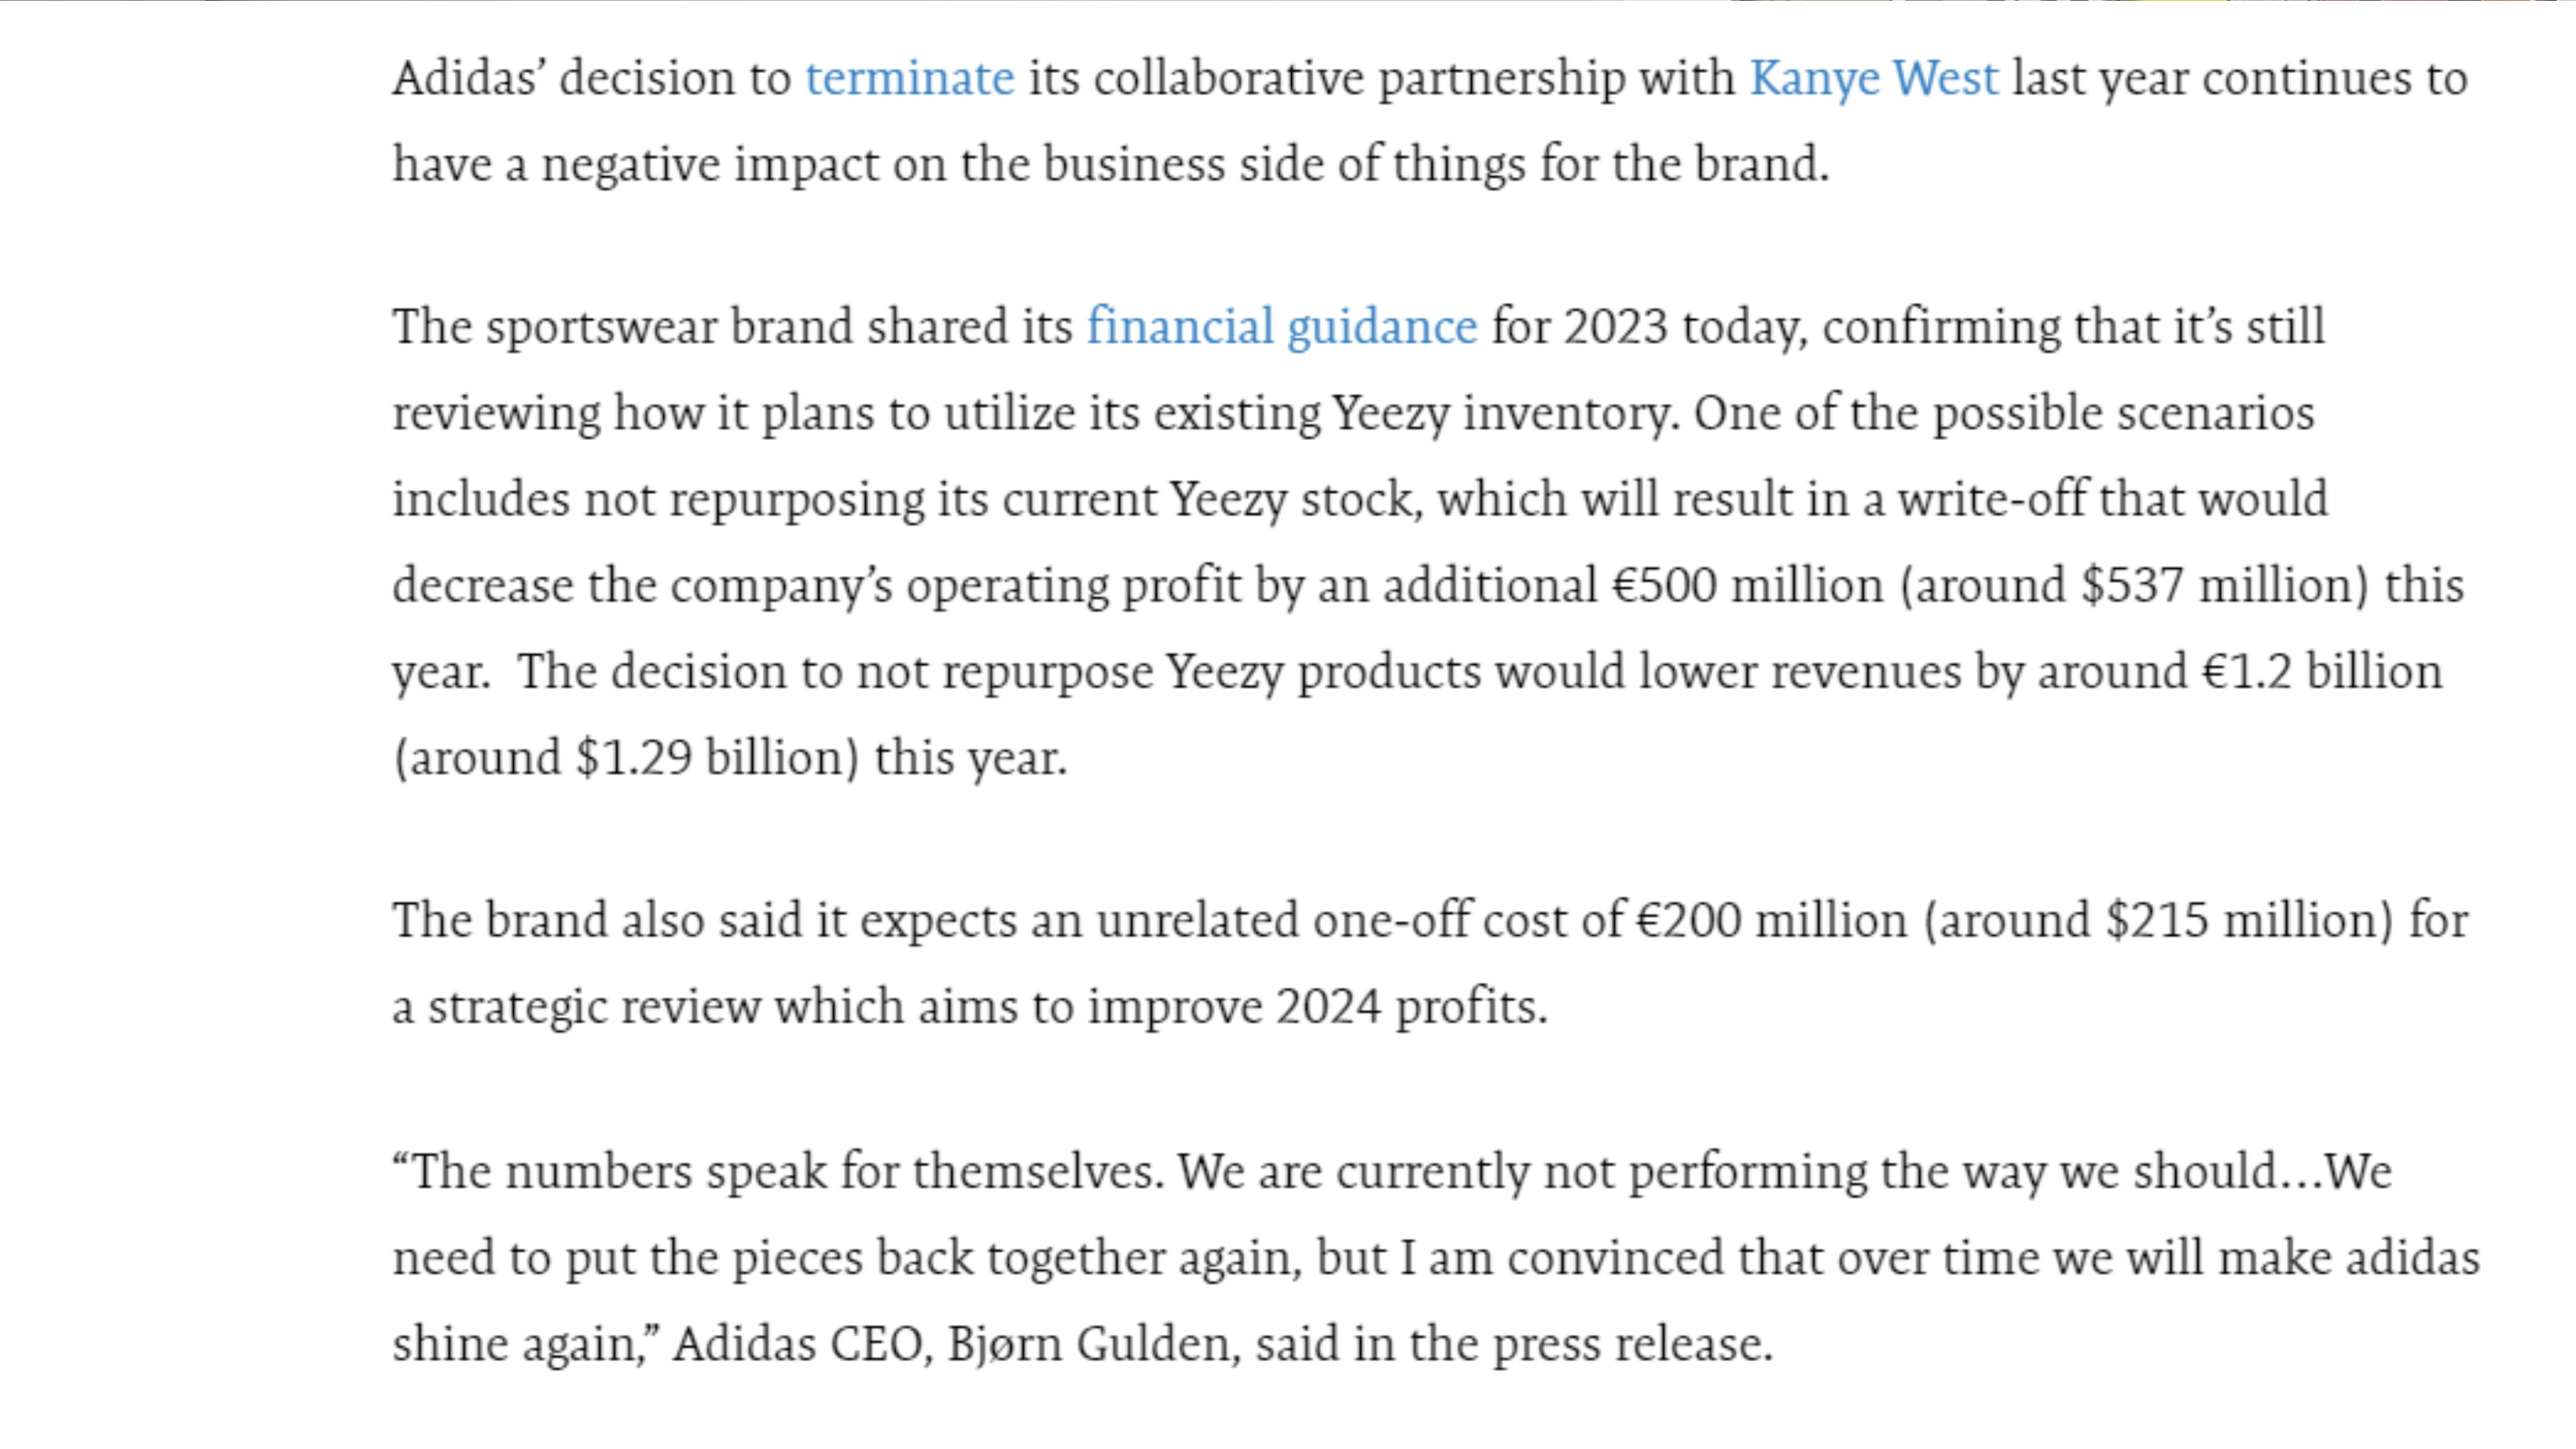 Adidas’ decision to terminate its collaborative partnership with Kanye West last year continues to
have a negative impact on the business side of things for the brand.
The sportswear brand shared its financial guidance for 2023 today, confirming that it’s still
reviewing how it plans to utilize its existing Yeezy inventory. One of the possible scenarios
includes not repurposing its current Yeezy stock, which will result in a write-off that would
decrease the company’s operating profit by an additional €500 million (around $537 million) this
year.  The decision to not repurpose Yeezy products would lower revenues by around €1.2 billion
(around $1.29 billion) this year.
The brand also said it expects an unrelated one-off cost of €200 million (around $215 million) for
a strategic review which aims to improve 2024 profits.
“The numbers speak for themselves. We are currently not performing the way we should…We
need to put the pieces back together again, but I am convinced that over time we will make adidas
shine again,” Adidas CEO, Bjørn Gulden, said in the press release.